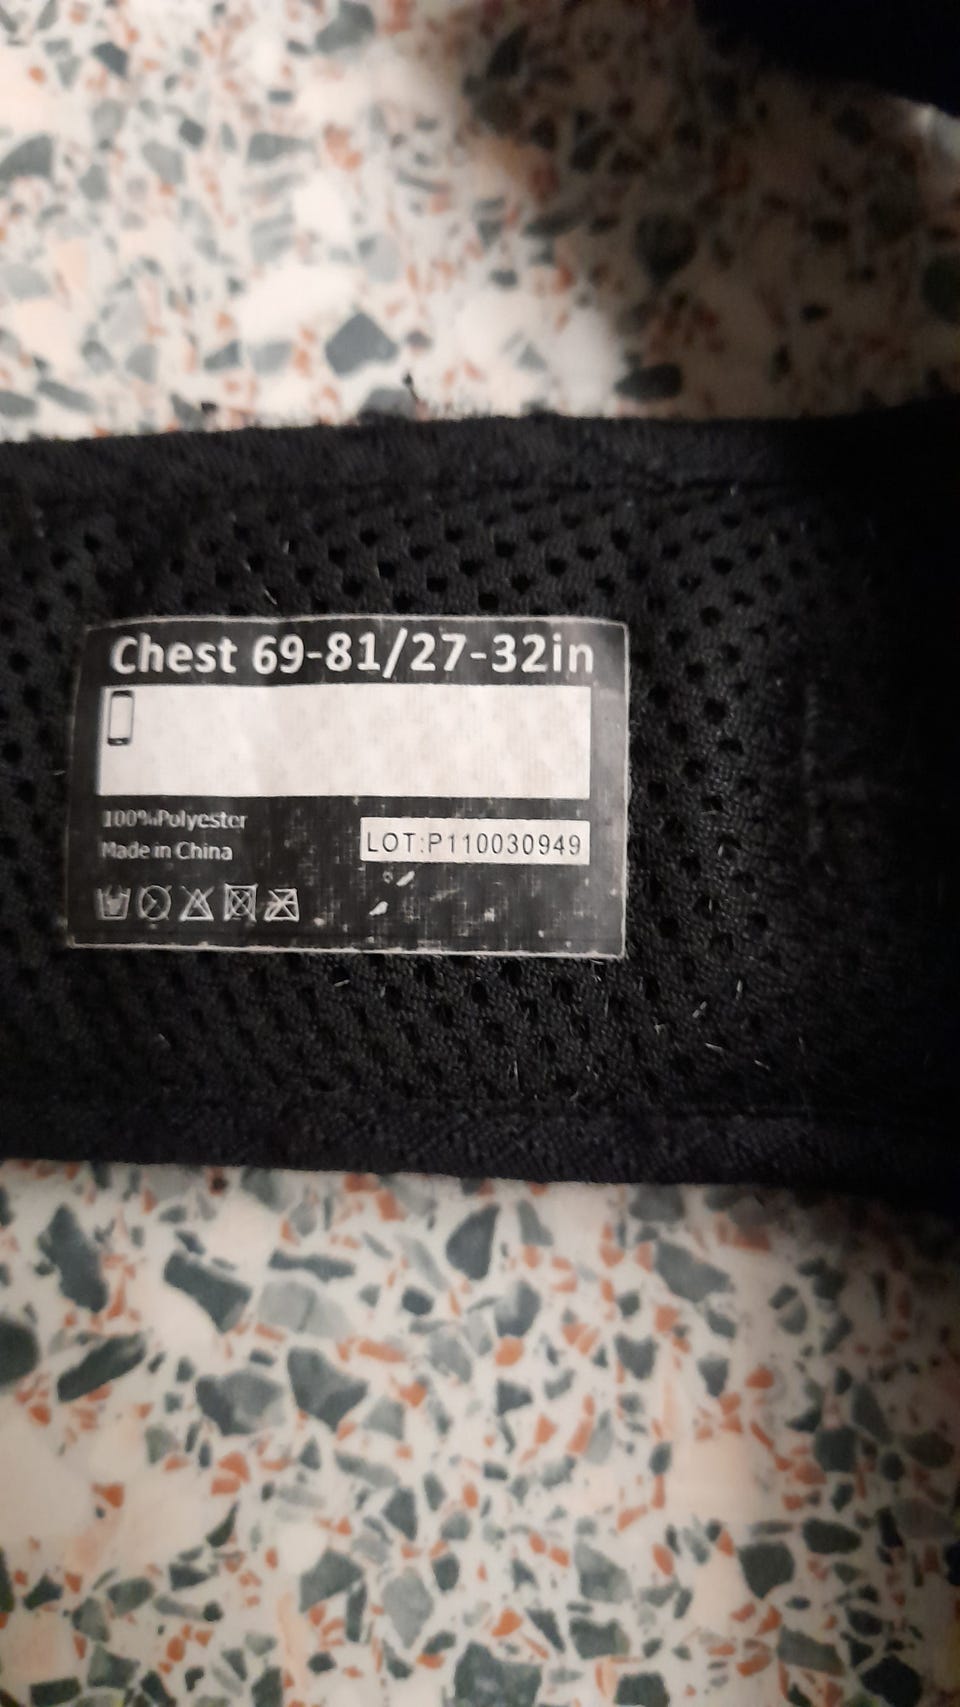 Chest 69-81/27-32in
100%Polyester
Made in China
LOT:P110030949